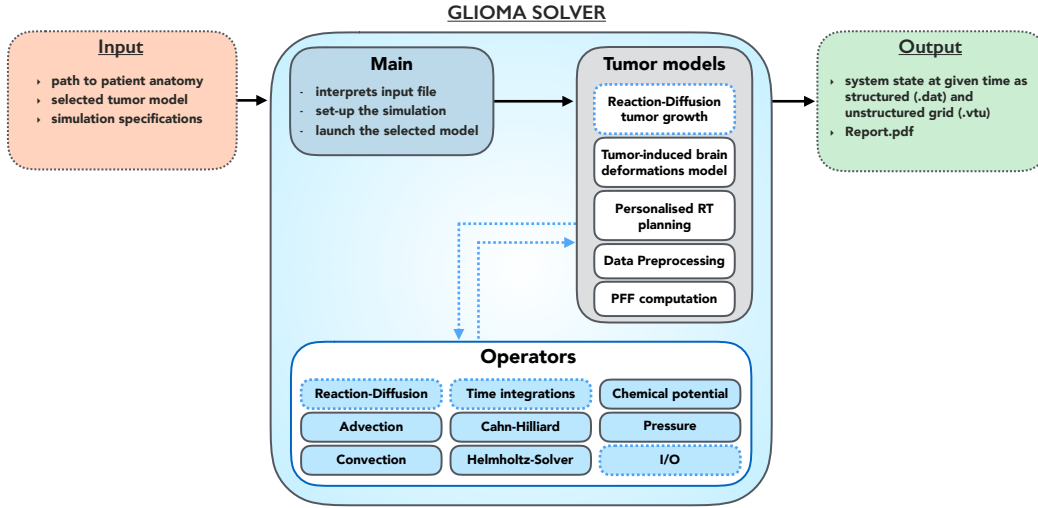 GLIOMA SOLVER
Input
‣ path to patient anatomy
‣ selected tumor model
‣ simulation specifications
Main
- interprets input file
- set-up the simulation
- launch the selected model
Tumor models
Reaction-Diffusion
tumor growth
Tumor-induced brain
deformations model
Personalised RT
planning
Data Preprocessing
PFF computation
Output
‣ system state at given time as
structured (.dat) and
unstructured grid (.vtu)
‣ Report.pdf
Operators
Reaction-Diffusion
Time integrations
Chemical potential
Advection
Cahn-Hilliard
Pressure
Convection
Helmholtz-Solver
I/O